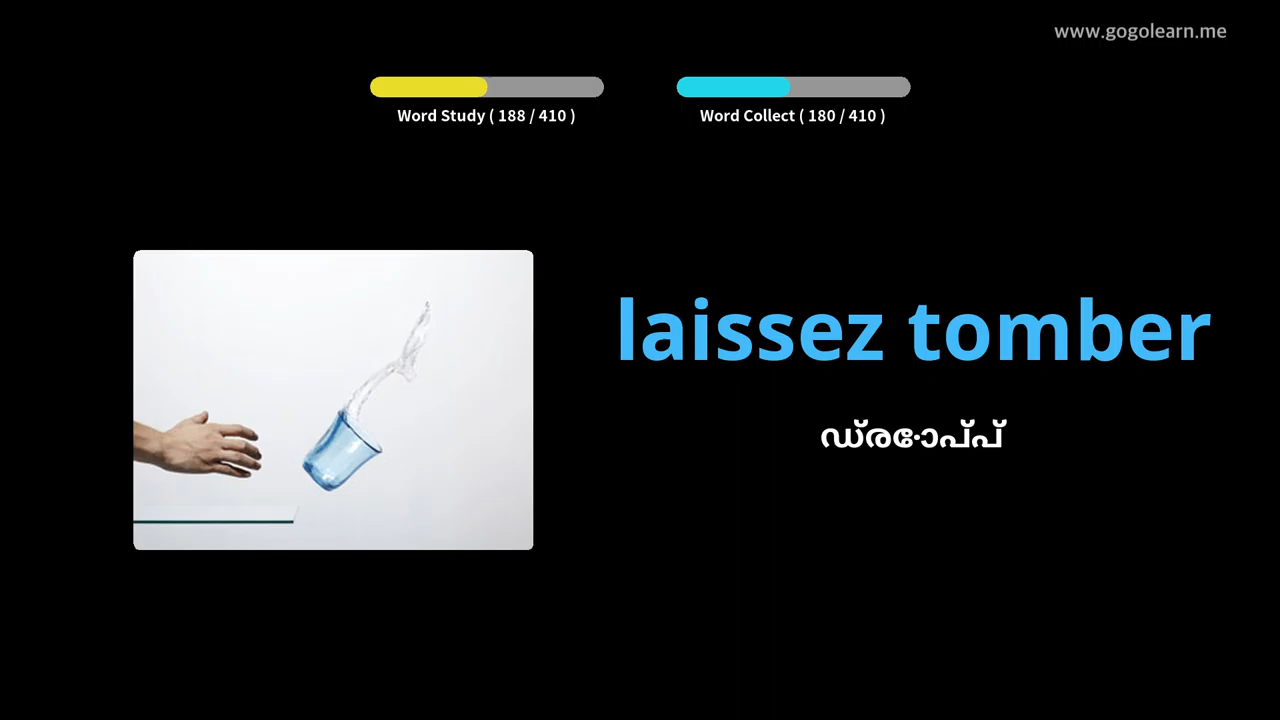 www.gogolearn.me
Word Study ( 188 / 410 )
Word Collect ( 180 / 410 )
laissez tomber
ഡ്രോപ്പ്